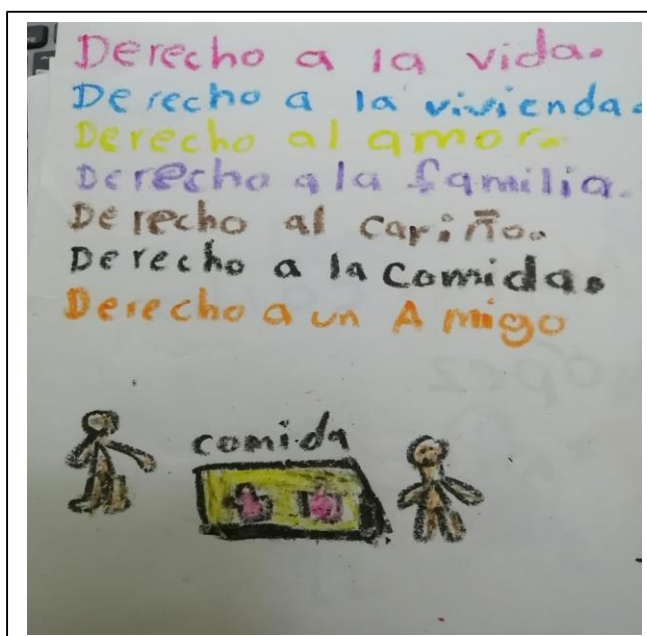 Derecho a la vida.
Derecho a la vivienda.
Derecho al amor.
Derecho a la familia.
Derecho al cariño.
Derecho a la Comida.
Derecho a un Amigo
comida